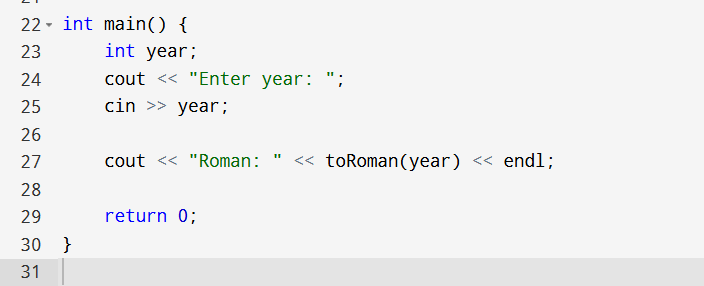 22 int main() {
23     int year;
24     cout << "Enter year: ";
25     cin >> year;
26
27     cout << "Roman: " << toRoman(year) << endl;
28
29     return 0;
30 }
31